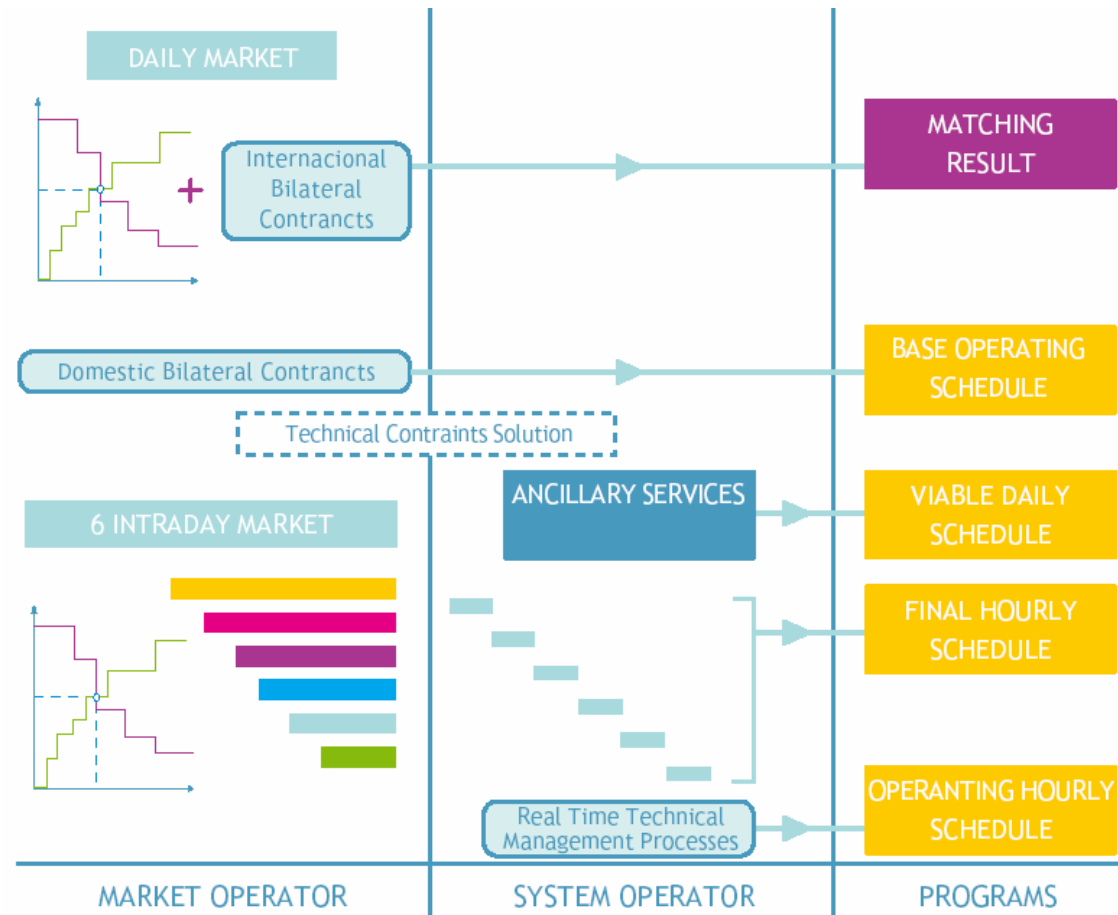 DAILY MARKET
Internacional
Bilateral
Contrancts
MATCHING
RESULT
Domestic Bilateral Contrancts
BASE OPERATING
SCHEDULE
Technical Contraints Solution
ANCILLARY SERVICES
VIABLE DAILY
SCHEDULE
6 INTRADAY MARKET
FINAL HOURLY
SCHEDULE
Real Time Technical
Management Processes
OPERANTING HOURLY
SCHEDULE
MARKET OPERATOR
SYSTEM OPERATOR
PROGRAMS